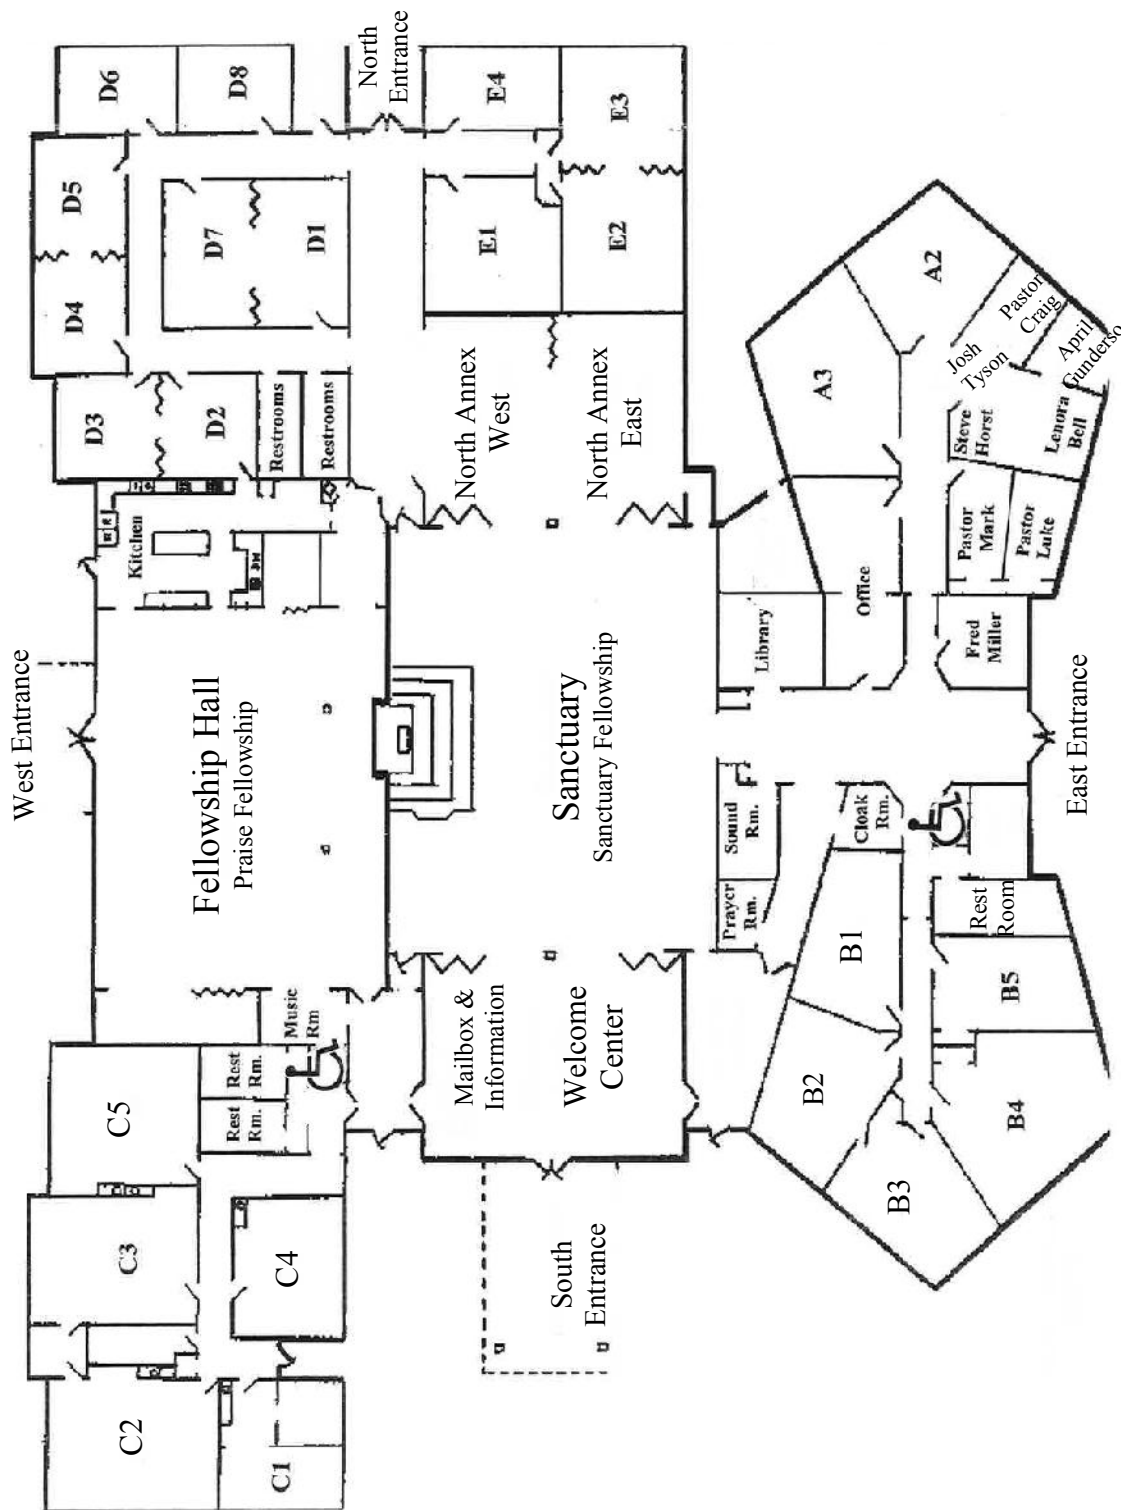 West Entrance
Fellowship Hall
Praise Fellowship
Kitchen
D3
D2
Restrooms
Restrooms
D4
D5
D7
D1
D6
D8
North
Entrance
E4
E3
E1
E2
North Annex
West
North Annex
East
Sanctuary
Sanctuary Fellowship
Mailbox &
Information
Welcome
Center
South
Entrance
Music
Rm
Rest
Rm.
Rest
Rm.
C5
C3
C4
C2
C1
Library
Office
A3
A2
Pastor
Craig
Josh
Tyson
April
Gunderso
Steve
Horst
Lenora
Bell
Pastor
Mark
Pastor
Luke
Fred
Miller
East Entrance
Sound
Rm.
Prayer
Rm.
Cloak
Rm.
Rest
Room
B1
B2
B3
B4
B5